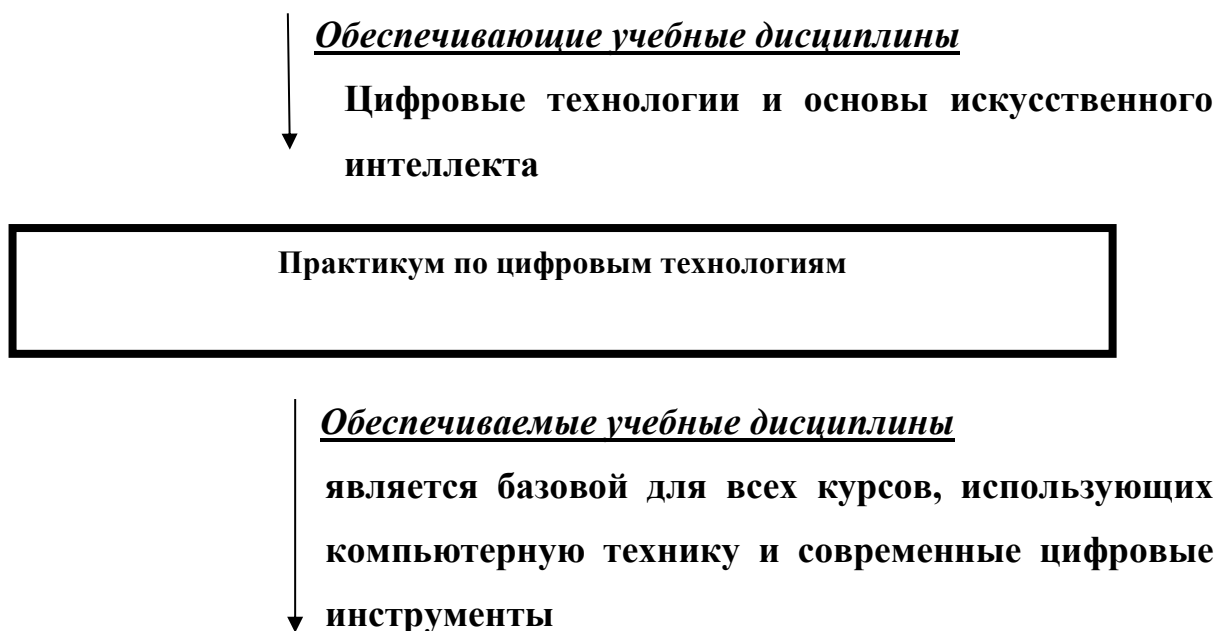 Обеспечивающие учебные дисциплины
Цифровые технологии и основы искусственного
интеллекта
Практикум по цифровым технологиям
Обеспечиваемые учебные дисциплины
является базовой для всех курсов, использующих
компьютерную технику и современные цифровые
инструменты